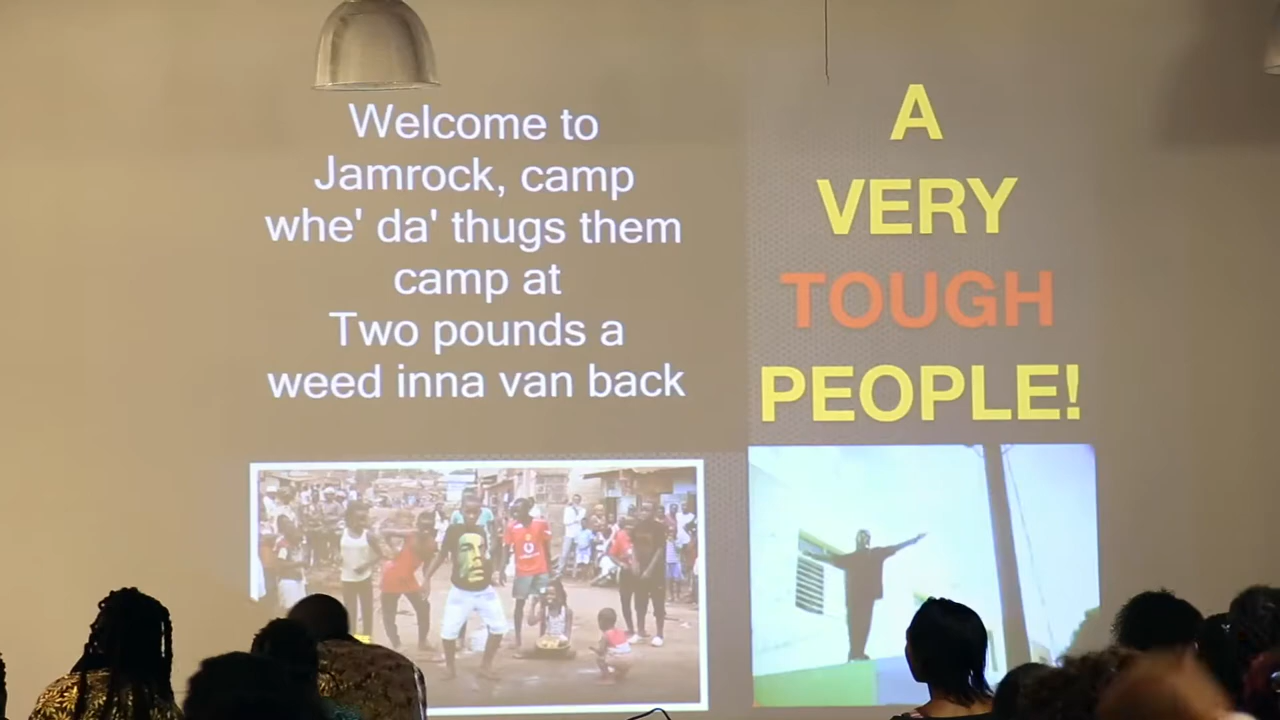 Welcome to
Jamrock, camp
whe' da' thugs them
camp at
Two pounds a
weed inna van back
A
VERY
TOUGH
PEOPLE!